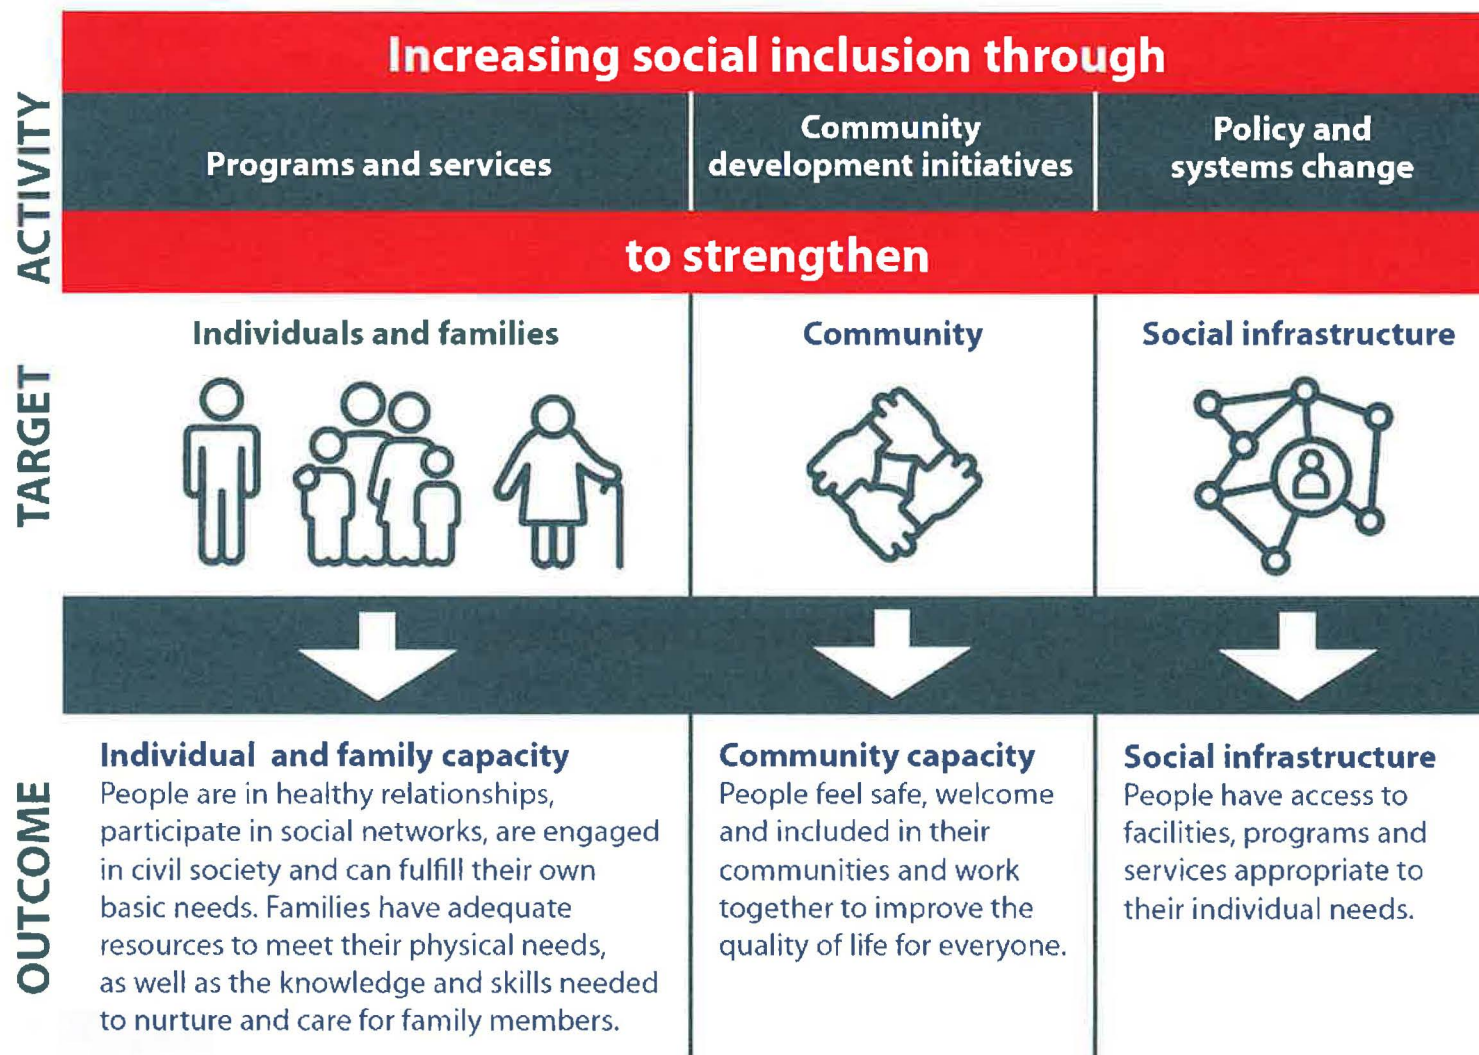 Increasing social inclusion through
ACTIVITY
Programs and services
Community
development initiatives
Policy and
systems change
to strengthen
TARGET
Individuals and families
Community
Social infrastructure
OUTCOME
Individual and family capacity
People are in healthy relationships,
participate in social networks, are engaged
in civil society and can fulfill their own
basic needs. Families have adequate
resources to meet their physical needs,
as well as the knowledge and skills needed
to nurture and care for family members.
Community capacity
People feel safe, welcome
and included in their
communities and work
together to improve the
quality of life for everyone.
Social infrastructure
People have access to
facilities, programs and
services appropriate to
their individual needs.